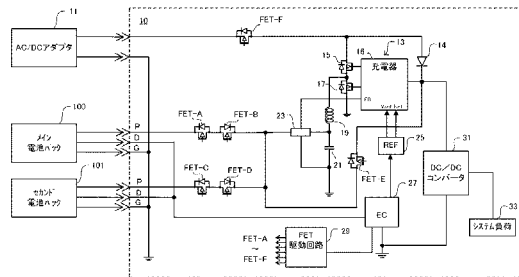 11
10
AC/DCアダプタ
FET-F
15
16
13
14
充電器
17
FB
100
メイン
電池パック
P
D
G
FET-A
FET-B
23
19
21
REF
25
31
101
セカンド
電池パック
P
D
G
FET-C
FET-D
FET-E
27
EC
DC/DC
コンバータ
33
システム負荷
29
FET
駆動回路
FET-A
~
FET-F